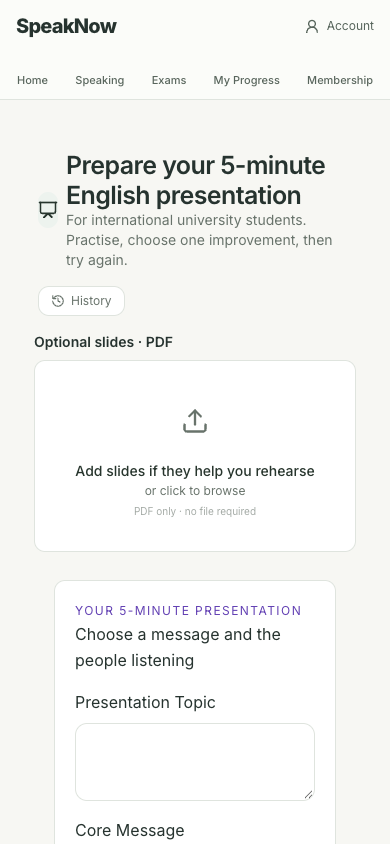 SpeakNow
Account
Home
Speaking
Exams
My Progress
Membership
Prepare your 5-minute
English presentation
For international university students.
Practise, choose one improvement, then
try again.
History
Optional slides · PDF
Add slides if they help you rehearse
or click to browse
PDF only · no file required
YOUR 5-MINUTE PRESENTATION
Choose a message and the
people listening
Presentation Topic
Core Message